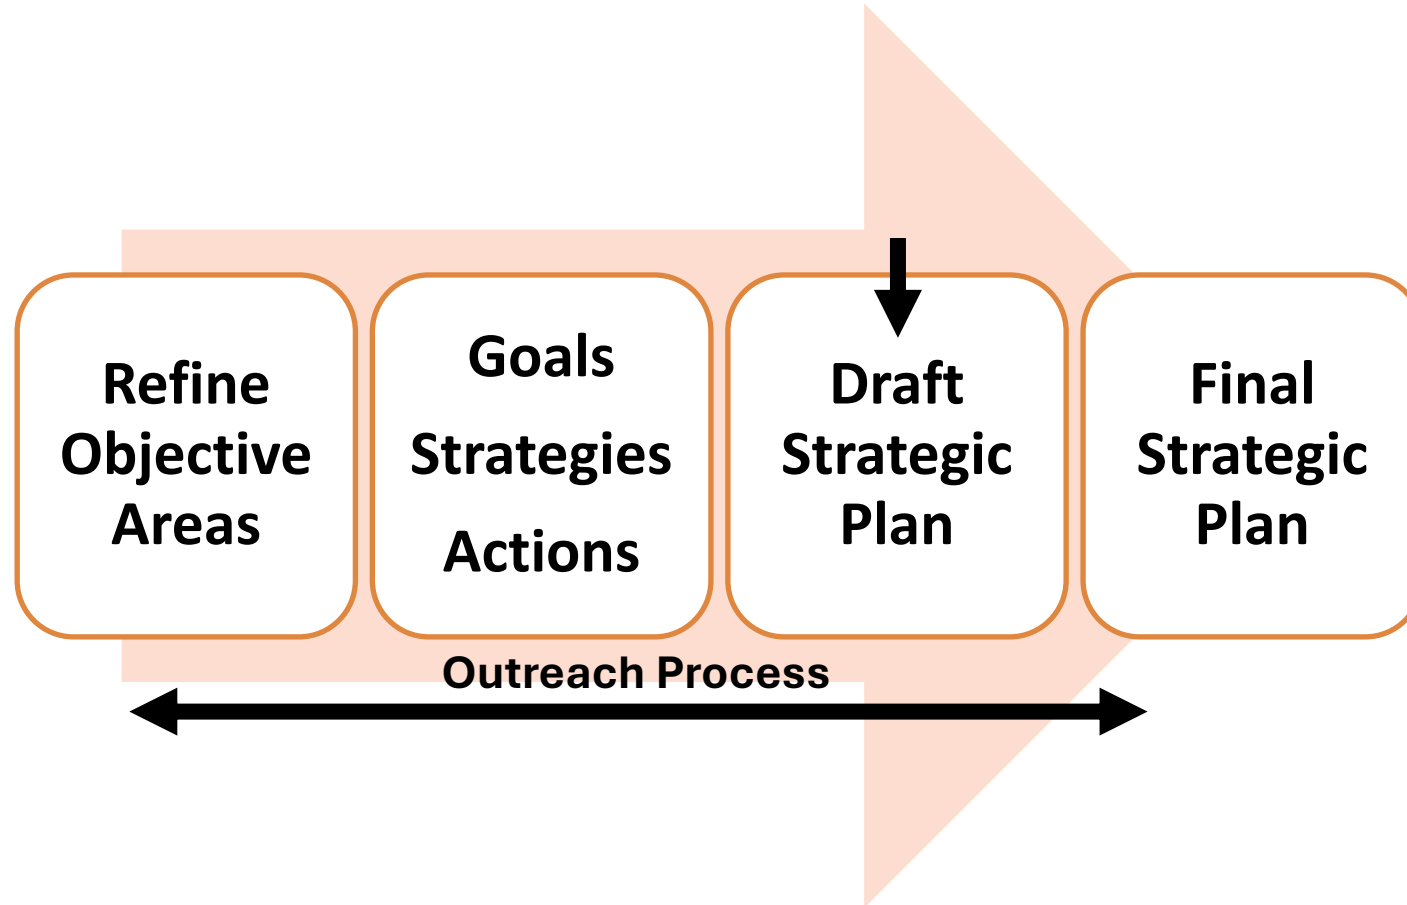 Refine
Objective
Areas
Goals
Strategies
Actions
Draft
Strategic
Plan
Final
Strategic
Plan
Outreach Process